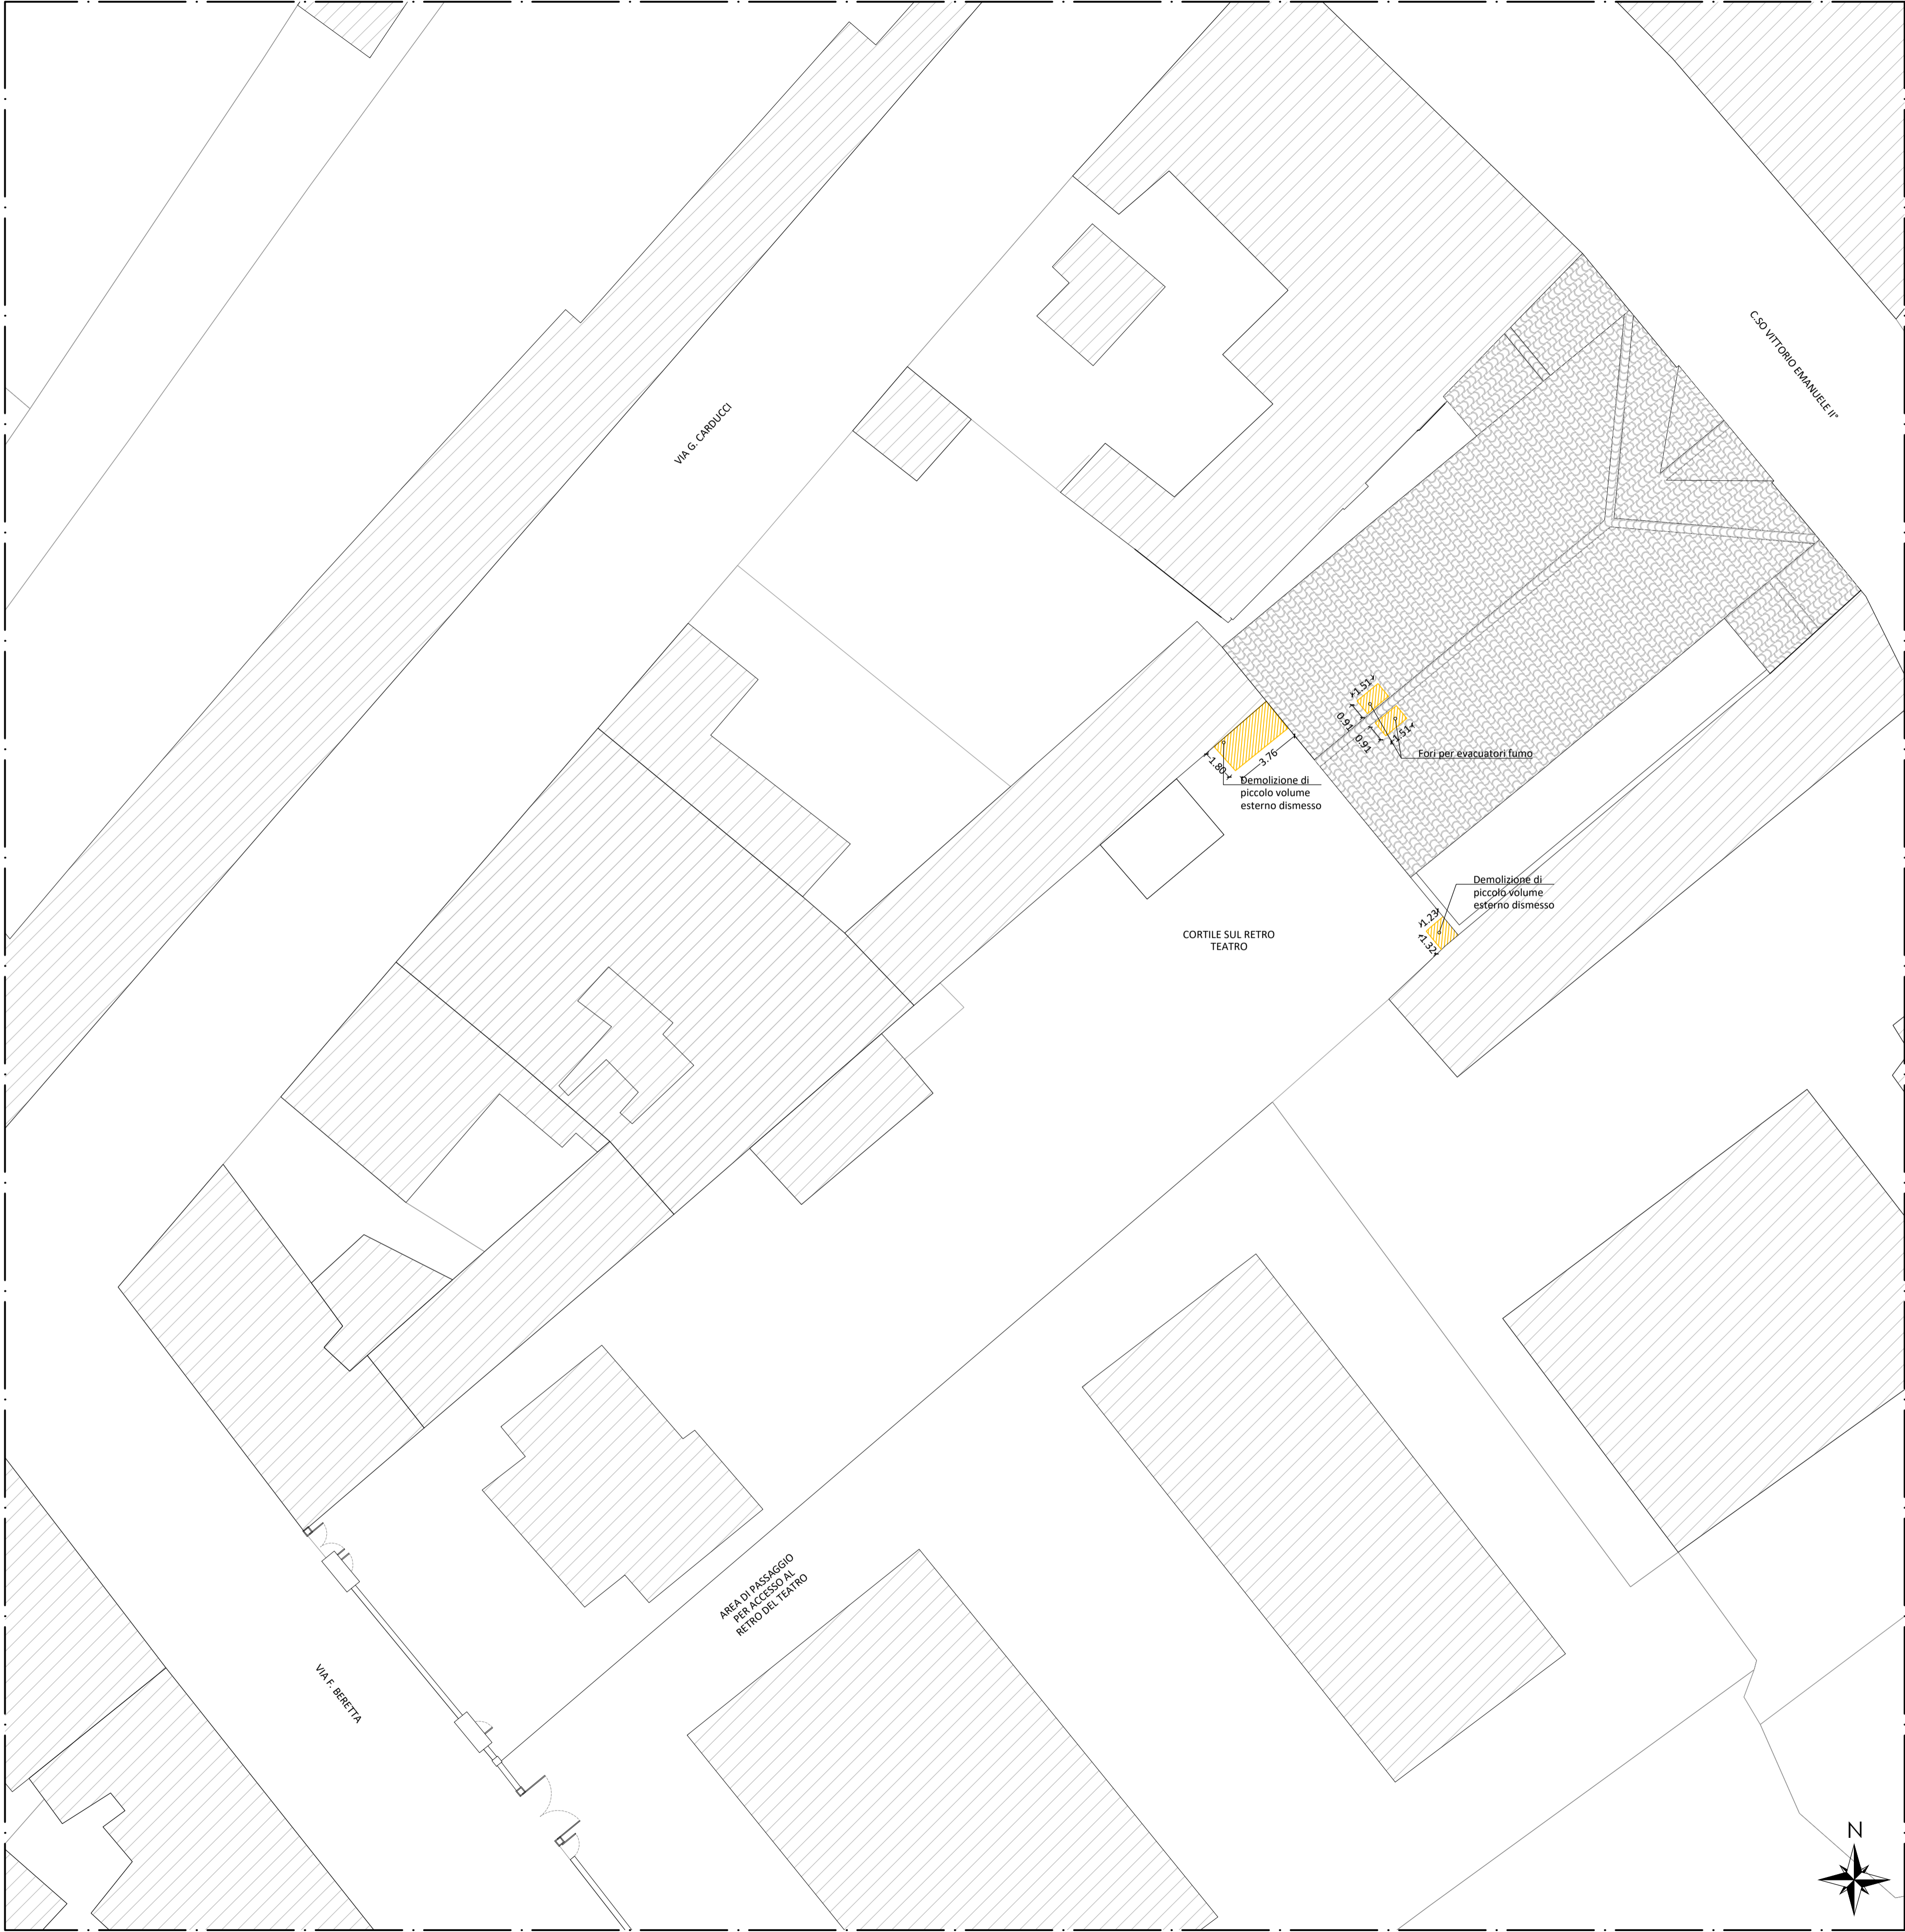 C.SO VITTORIO EMANUELE II°
VIA G. CARDUCCI
1.51
0.91
0.91
1.51
Fori per evacuatori fumo
1.80
3.76
Demolizione di
piccolo volume
esterno dismesso
Demolizione di
piccolo volume
esterno dismesso
1.23
1.32
CORTILE SUL RETRO
TEATRO
AREA DI PASSAGGIO
PER ACCESSO AL
RETRO DEL TEATRO
VIA F. BERETTA
N